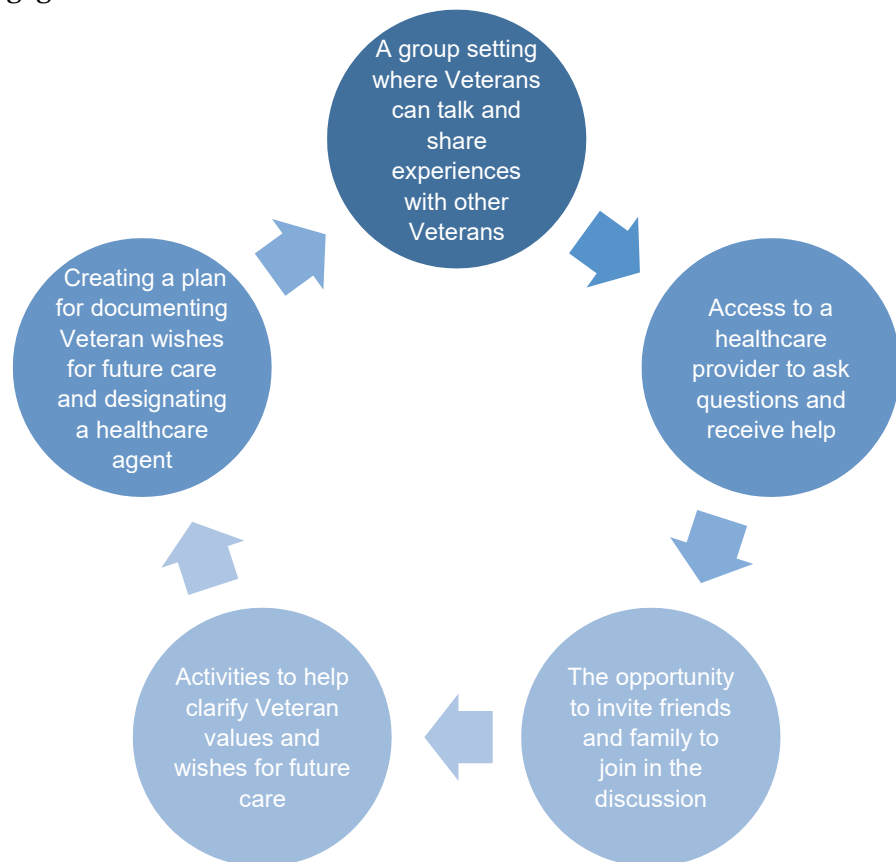 A group setting
where Veterans
can talk and
share
experiences
with other
Veterans
Access to a
healthcare
provider to ask
questions and
receive help
The opportunity
to invite friends
and family to
join in the
discussion
Activities to help
clarify Veteran
values and
wishes for future
care
Creating a plan
for documenting
Veteran wishes
for future care
and designating
a healthcare
agent